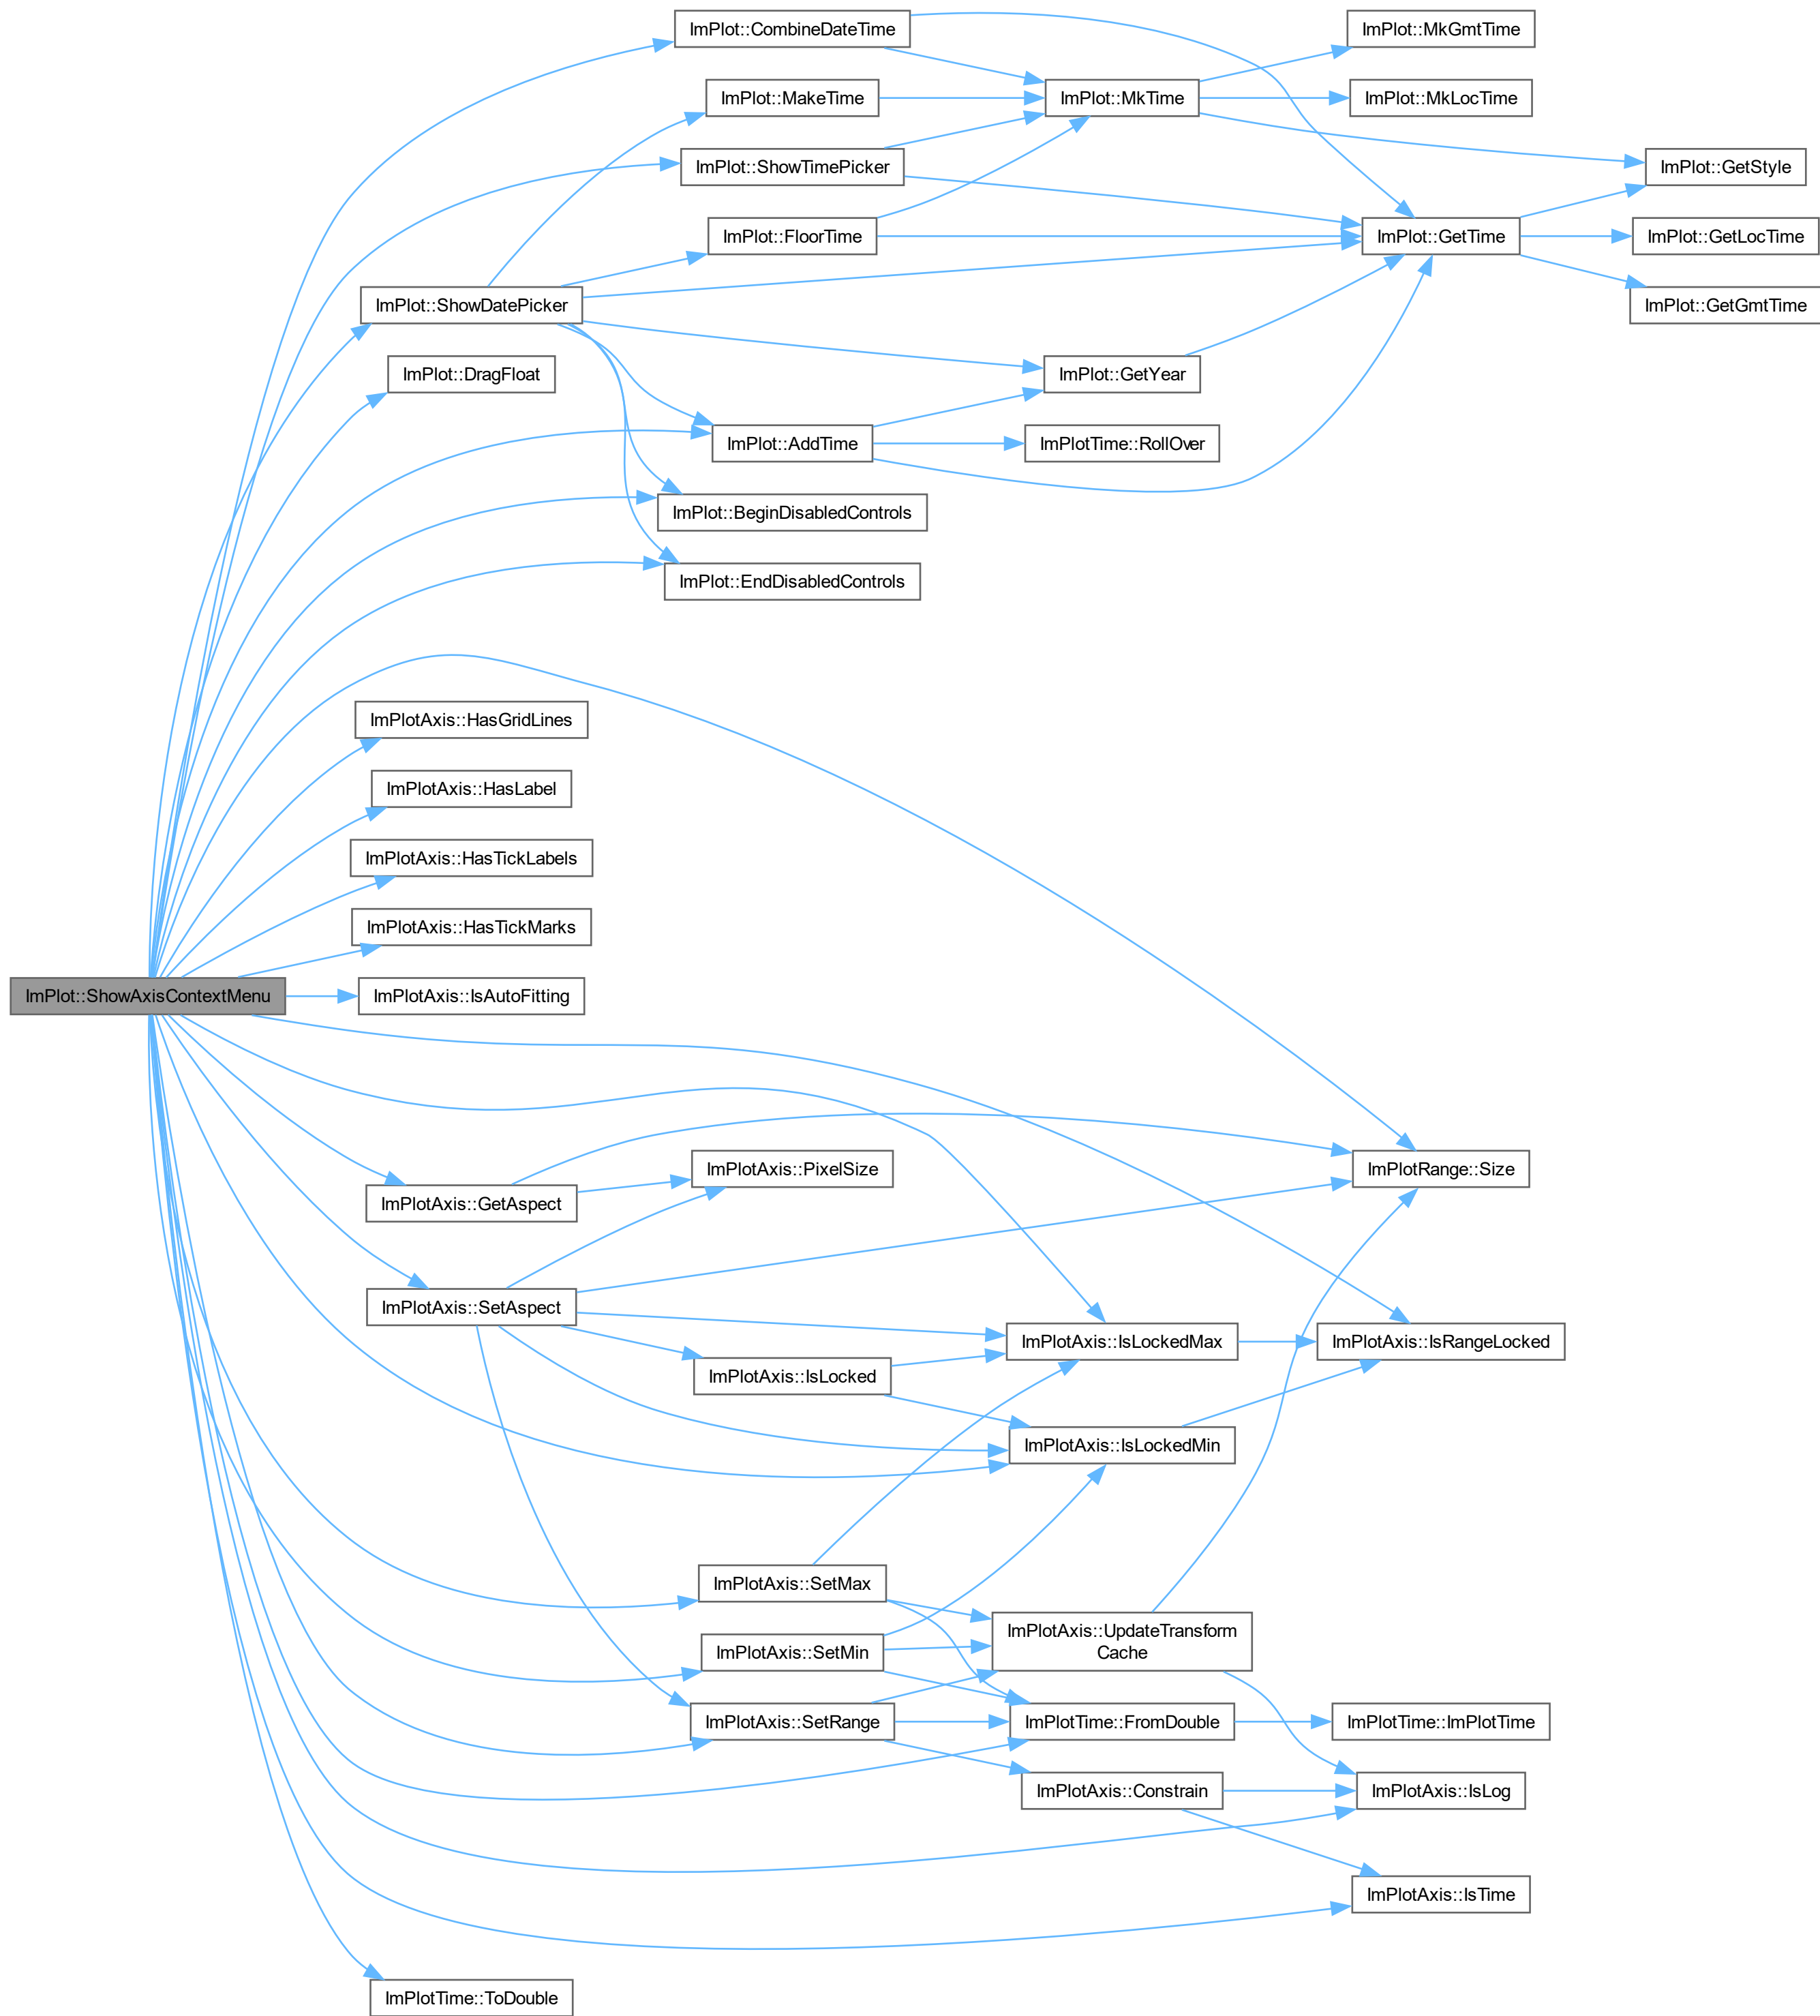 ImPlot::CombineDateTime
ImPlot::MkGmtTime
ImPlot::MakeTime
ImPlot::MkTime
ImPlot::MkLocTime
ImPlot::ShowTimePicker
ImPlot::GetStyle
ImPlot::FloorTime
ImPlot::GetTime
ImPlot::GetLocTime
ImPlot::ShowDatePicker
ImPlot::GetGmtTime
ImPlot::DragFloat
ImPlot::GetYear
ImPlot::AddTime
ImPlotTime::RollOver
ImPlot::BeginDisabledControls
ImPlot::EndDisabledControls
ImPlotAxis::HasGridLines
ImPlotAxis::HasLabel
ImPlotAxis::HasTickLabels
ImPlotAxis::HasTickMarks
ImPlot::ShowAxisContextMenu
ImPlotAxis::IsAutoFitting
ImPlotAxis::PixelSize
ImPlotRange::Size
ImPlotAxis::GetAspect
ImPlotAxis::SetAspect
ImPlotAxis::IsLockedMax
ImPlotAxis::IsRangeLocked
ImPlotAxis::IsLocked
ImPlotAxis::IsLockedMin
ImPlotAxis::SetMax
ImPlotAxis::UpdateTransform
Cache
ImPlotAxis::SetMin
ImPlotAxis::SetRange
ImPlotTime::FromDouble
ImPlotTime::ImPlotTime
ImPlotAxis::Constrain
ImPlotAxis::IsLog
ImPlotAxis::IsTime
ImPlotTime::ToDouble